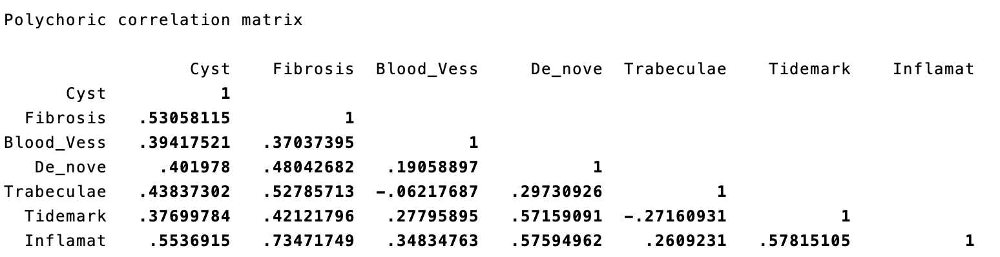 Polychoric correlation matrix
Cyst Fibrosis Blood_Vess De_nove Trabeculae Tidemark Inflamat
Cyst 1
Fibrosis .53058115 1
Blood_Vess .39417521 .37037395 1
De_nove .401978 .48042682 .19058897 1
Trabeculae .43837302 .52785713 -.06217687 .29730926 1
Tidemark .37699784 .42121796 .27795895 .57159091 -.27160931 1
Inflamat .5536915 .73471749 .34834763 .57594962 .2609231 .57815105 1